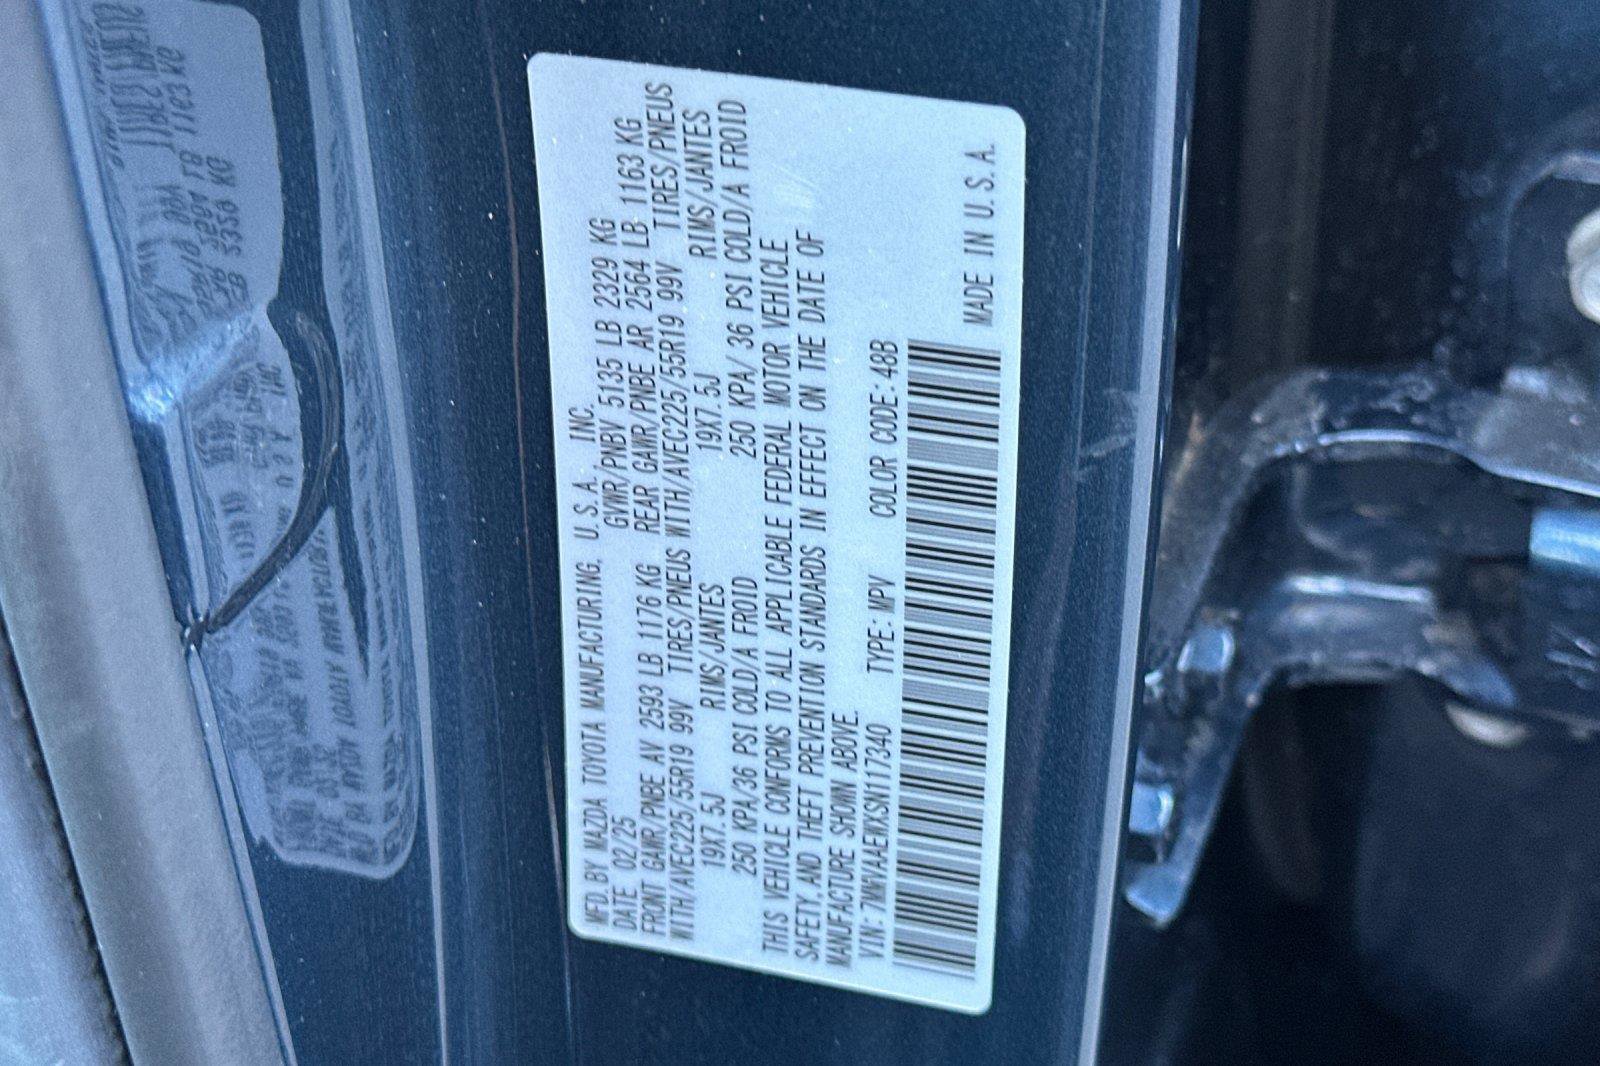 MFD. BY MAZDA TOYOTA MANUFACTURING, U.S.A. INC.
DATE 02/25 GVWR/PNBV 5135 LB 2329 KG
FRONT GAWR/PNBE AV 2593 LB 1176 KG REAR GAWR/PNBE AR 2564 LB 1163 KG
WITH/AVEC225/55R19 99V TIRES/PNEUS WITH/AVEC225/55R19 99V TIRES/PNEUS
19X7.5J RIMS/JANTES 19X7.5J RIMS/JANTES
250 KPA/36 PSI COLD/A FROID 250 KPA/36 PSI COLD/A FROID
THIS VEHICLE CONFORMS TO ALL APPLICABLE FEDERAL MOTOR VEHICLE
SAFETY, AND THEFT PREVENTION STANDARDS IN EFFECT ON THE DATE OF
MANUFACTURE SHOWN ABOVE.
VIN: 7MMVAAEWXSN117340 TYPE: MPV COLOR CODE: 48B
MADE IN U.S.A.